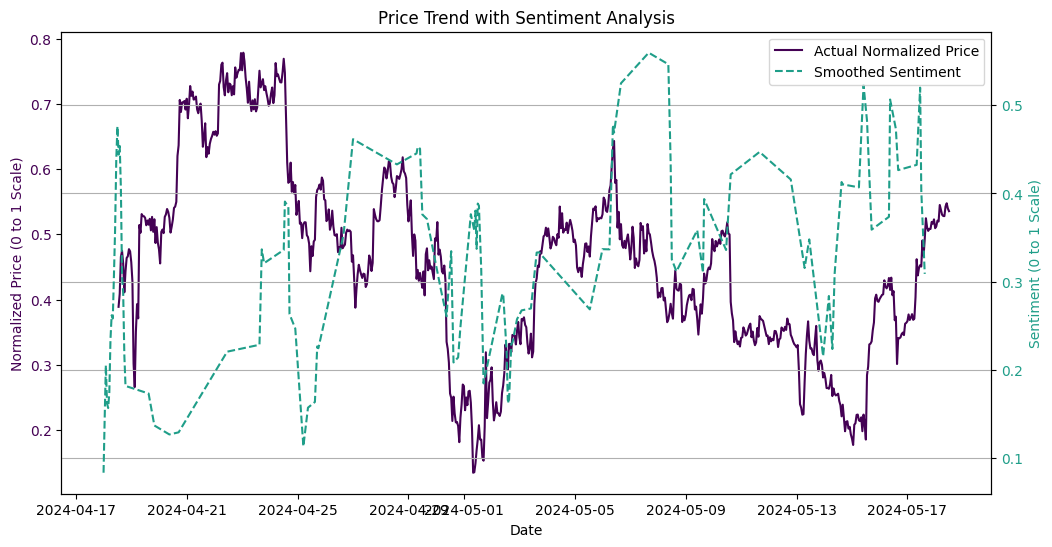 Price Trend with Sentiment Analysis
Actual Normalized Price
Smoothed Sentiment
Normalized Price (0 to 1 Scale)
0.8
0.7
0.6
0.5
0.4
0.3
0.2
0.5
0.4
0.3
0.2
0.1
Sentiment (0 to 1 Scale)
2024-04-17 2024-04-21 2024-04-25 2024-04-29 2024-05-01 2024-05-05 2024-05-09 2024-05-13 2024-05-17
Date